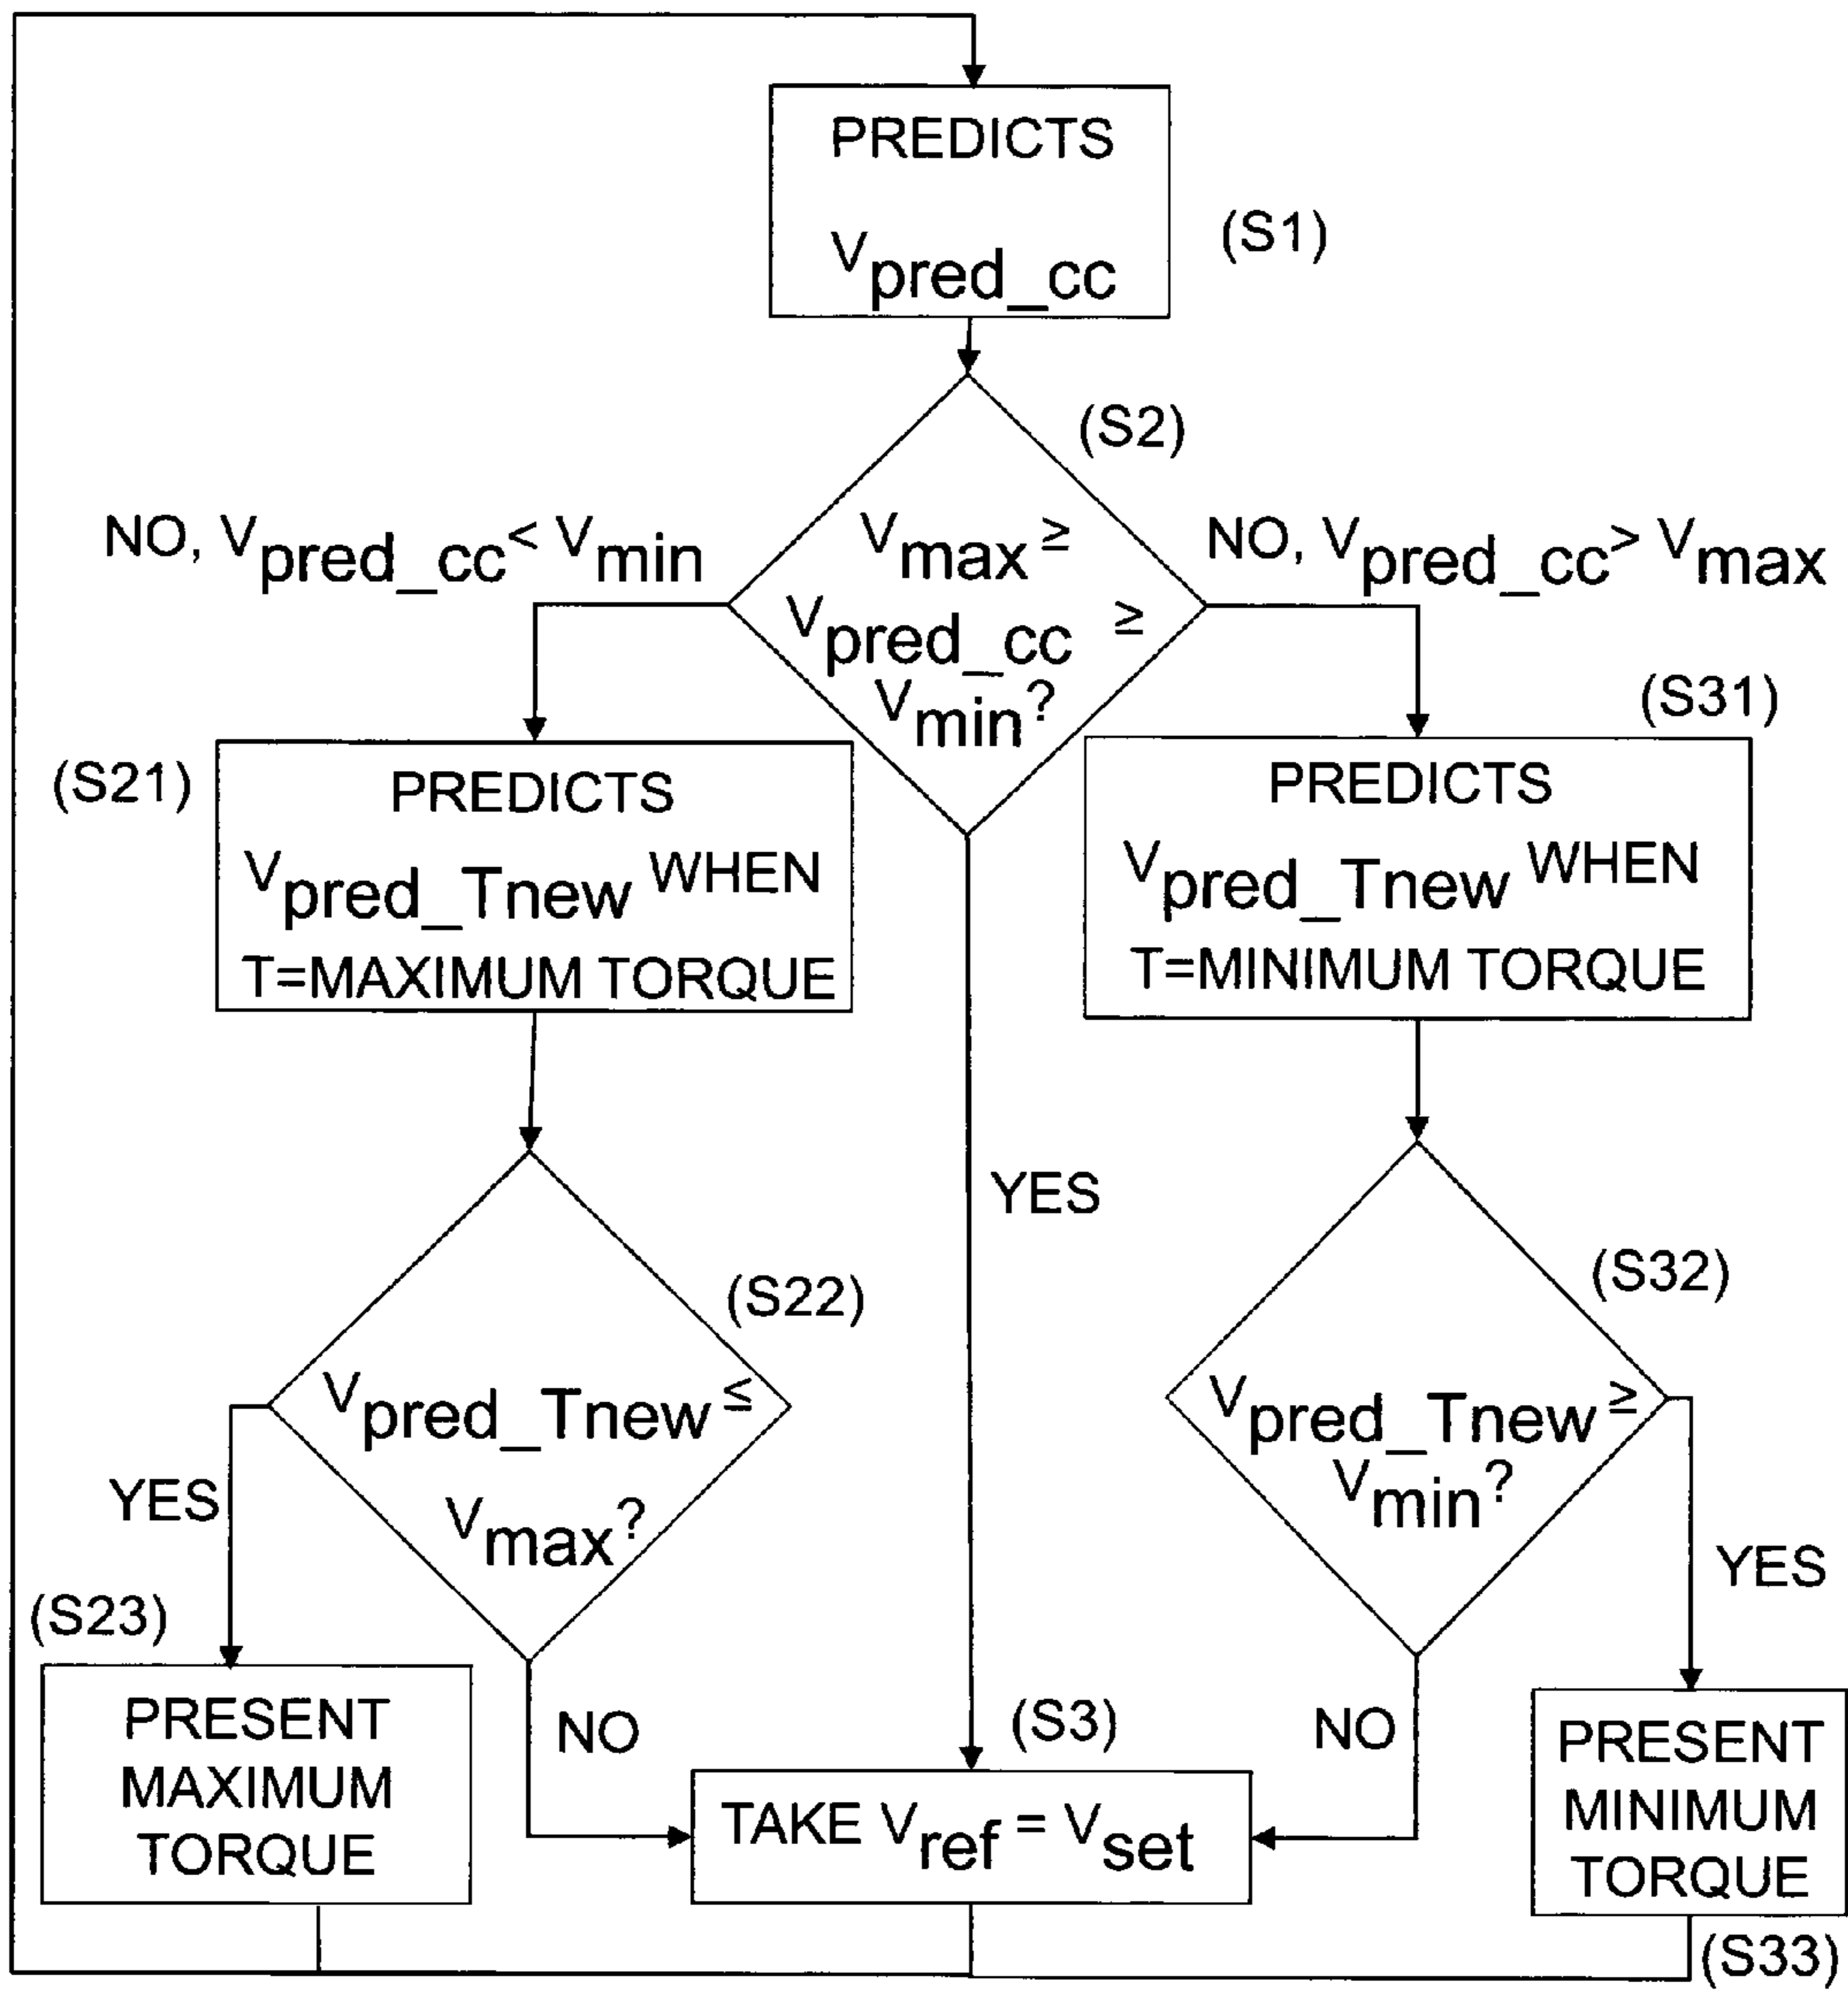 PREDICTS
Vpred_cc
(S1)
(S2)
Vmax ≥
Vpred_cc ≥
Vmin?
NO, Vpred_cc < Vmin
NO, Vpred_cc > Vmax
(S21)
PREDICTS
Vpred_Tnew WHEN
T=MAXIMUM TORQUE
(S31)
PREDICTS
Vpred_Tnew WHEN
T=MINIMUM TORQUE
YES
(S22)
Vpred_Tnew ≤
Vmax?
(S32)
Vpred_Tnew ≥
Vmin?
YES
YES
(S23)
PRESENT
MAXIMUM
TORQUE
NO
(S3)
TAKE Vref = Vset
NO
PRESENT
MINIMUM
TORQUE
(S33)